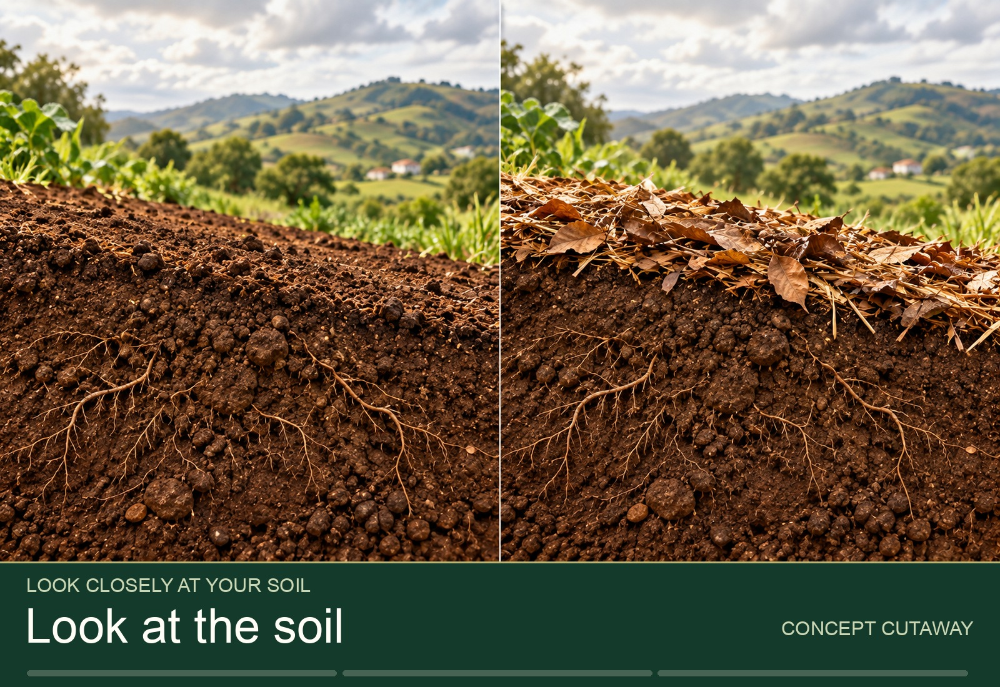 LOOK CLOSELY AT YOUR SOIL
Look at the soil
CONCEPT CUTAWAY